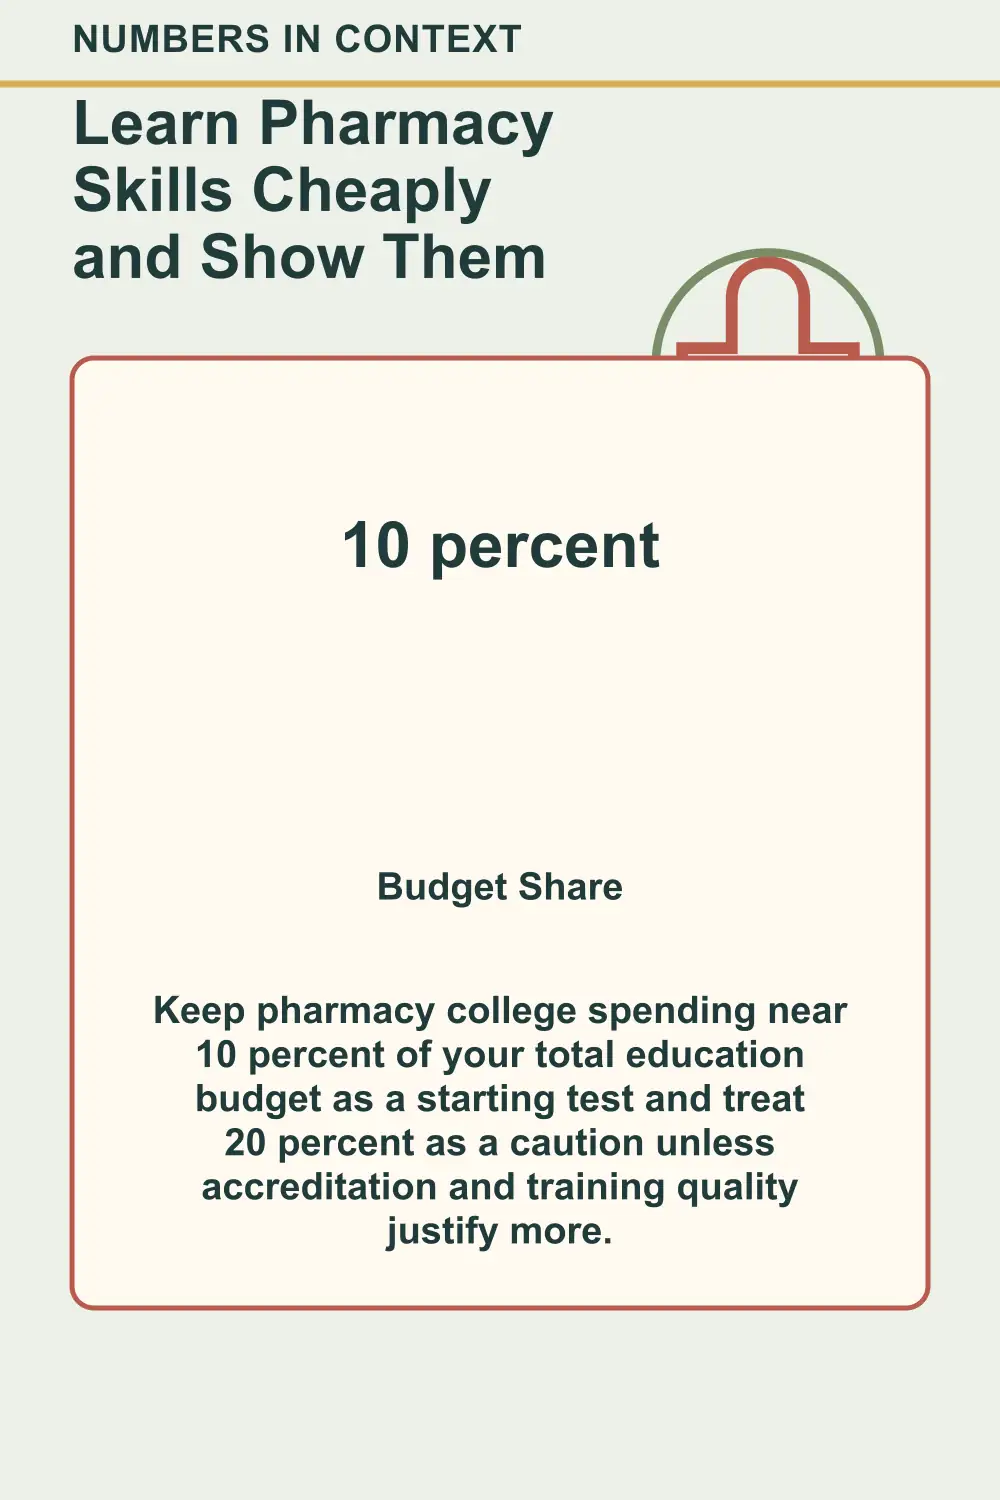 NUMBERS IN CONTEXT
Learn Pharmacy
Skills Cheaply
and Show Them
10 percent
Budget Share
Keep pharmacy college spending near
10 percent of your total education
budget as a starting test and treat
20 percent as a caution unless
accreditation and training quality
justify more.